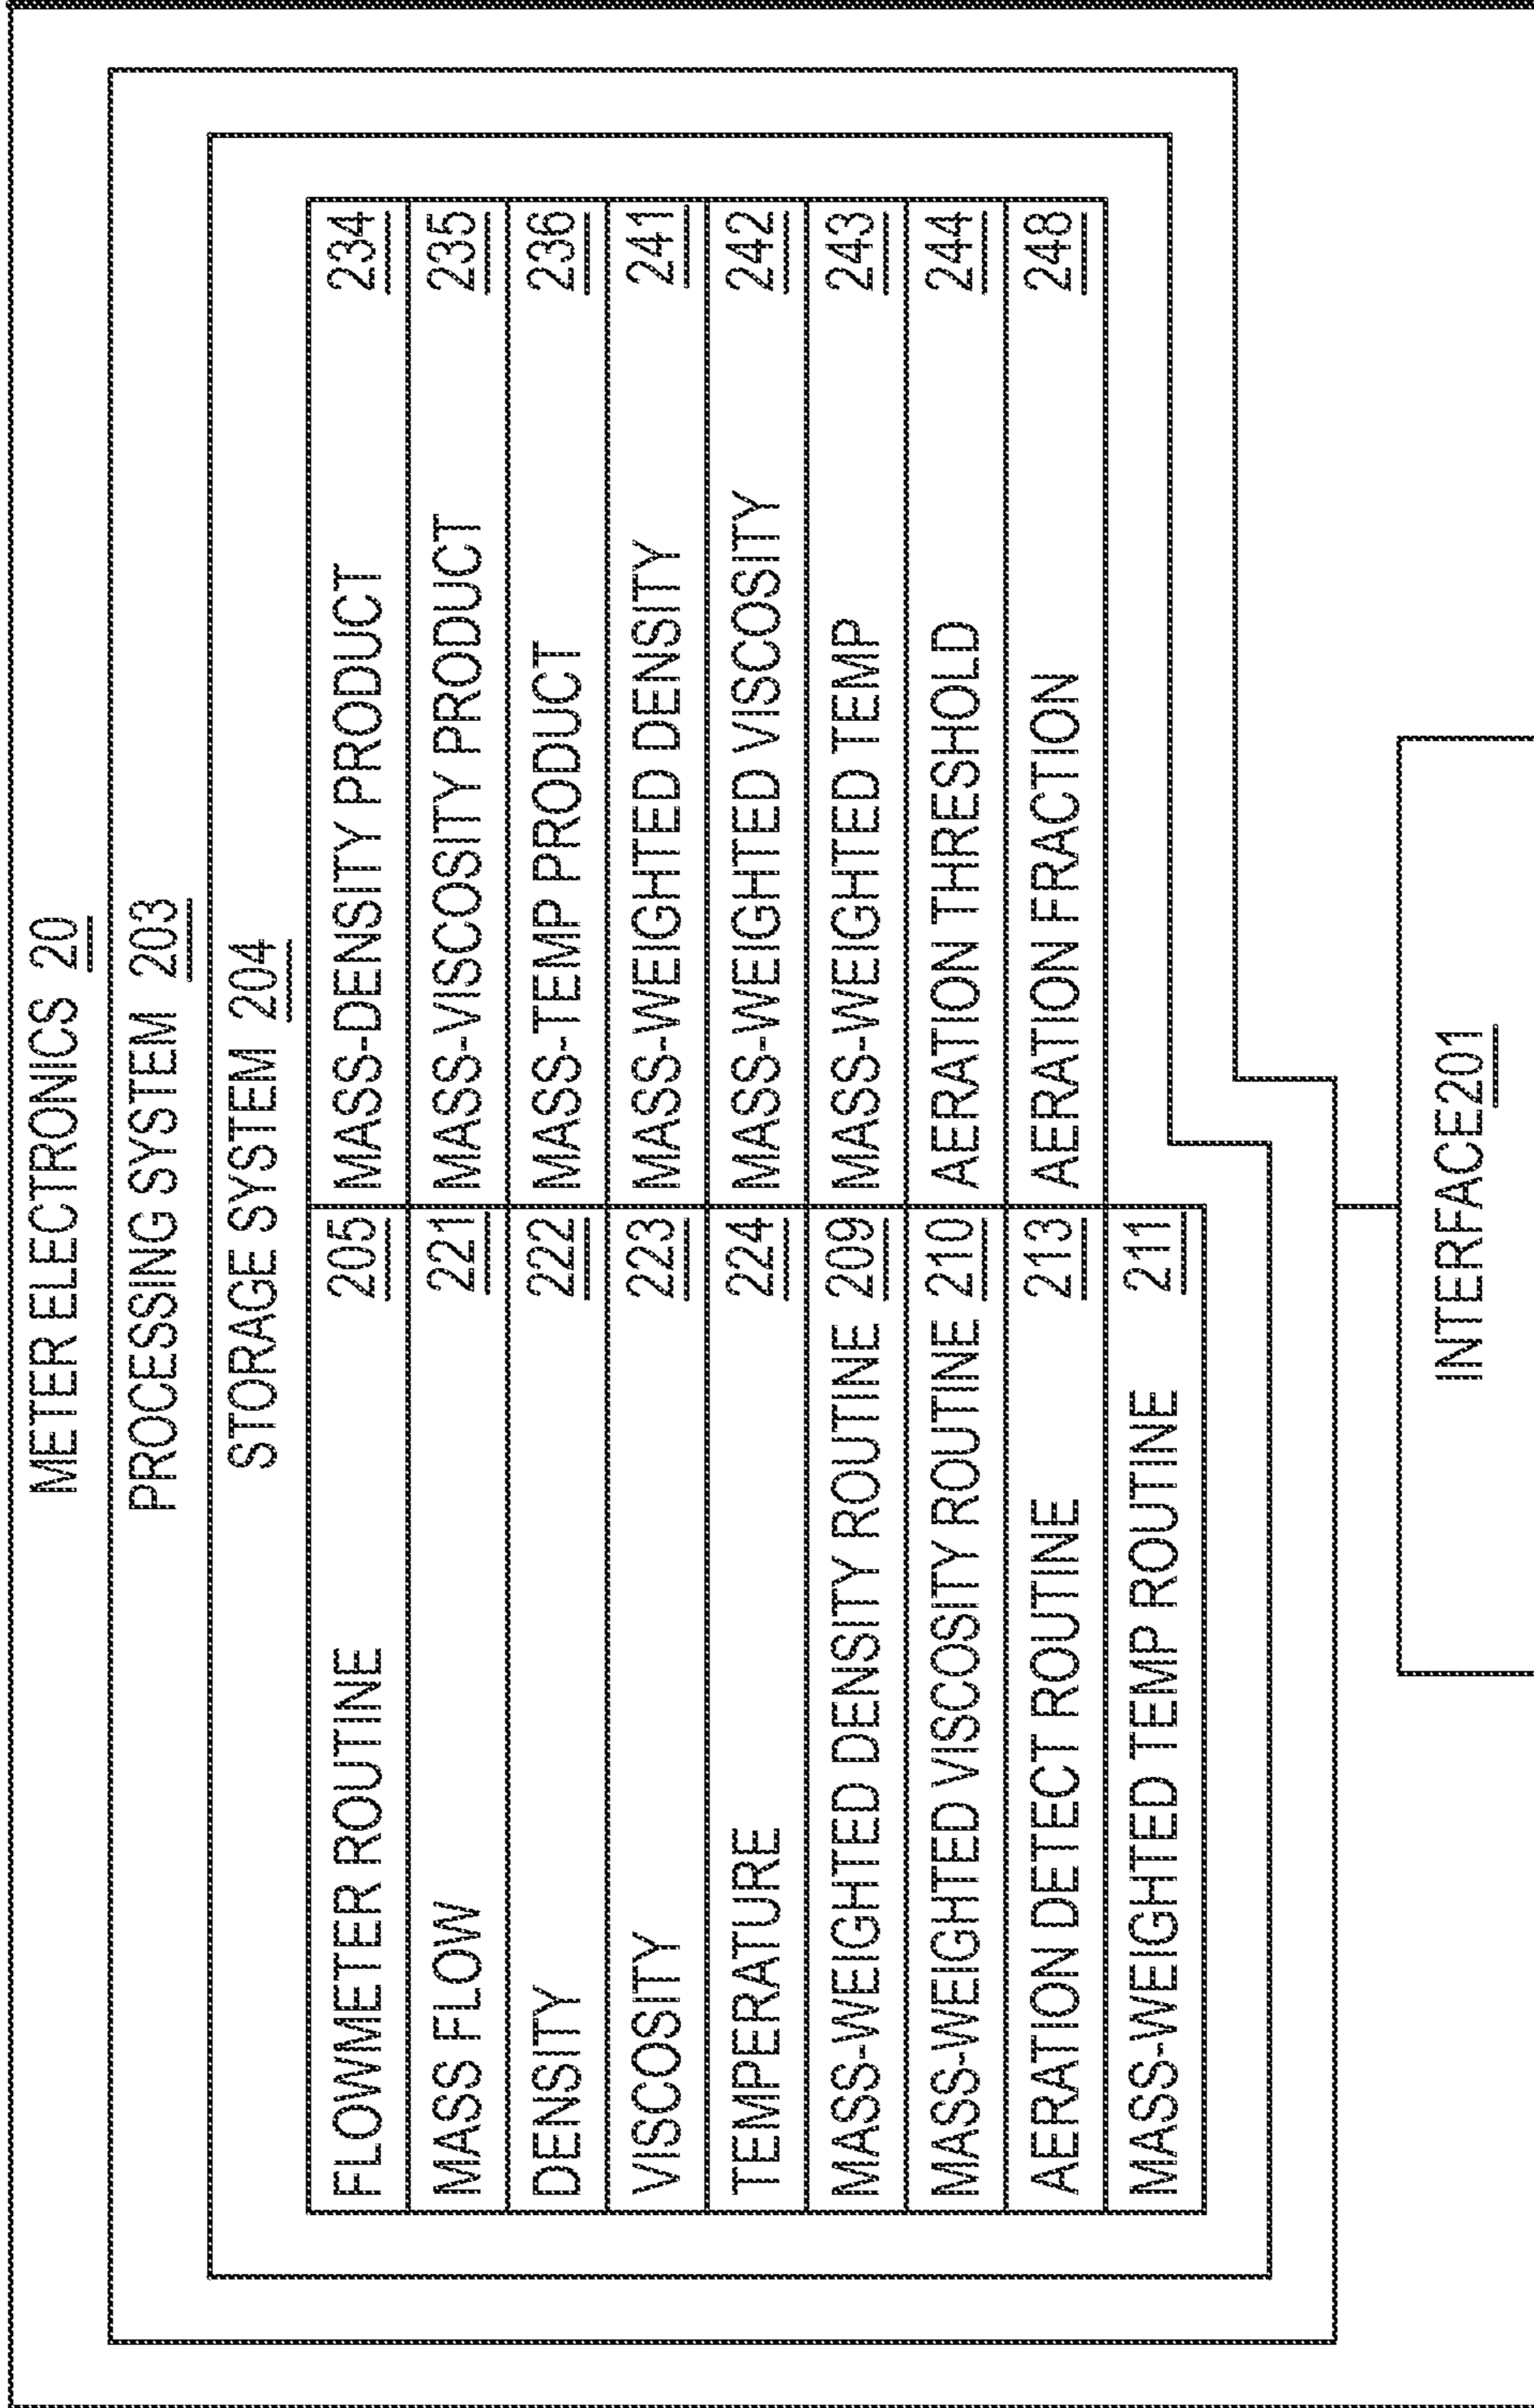 METER ELECTRONICS 20
PROCESSING SYSTEM 203
STORAGE SYSTEM 204
FLOWMETER ROUTINE 205
MASS FLOW 221
DENSITY 222
VISCOSITY 223
TEMPERATURE 224
MASS-WEIGHTED DENSITY ROUTINE 209
MASS-WEIGHTED VISCOSITY ROUTINE 210
AERATION DETECT ROUTINE 213
MASS-WEIGHTED TEMP ROUTINE 211
MASS-DENSITY PRODUCT 234
MASS-VISCOSITY PRODUCT 235
MASS-TEMP PRODUCT 236
MASS-WEIGHTED DENSITY 241
MASS-WEIGHTED VISCOSITY 242
MASS-WEIGHTED TEMP 243
AERATION THRESHOLD 244
AERATION FRACTION 248
INTERFACE201